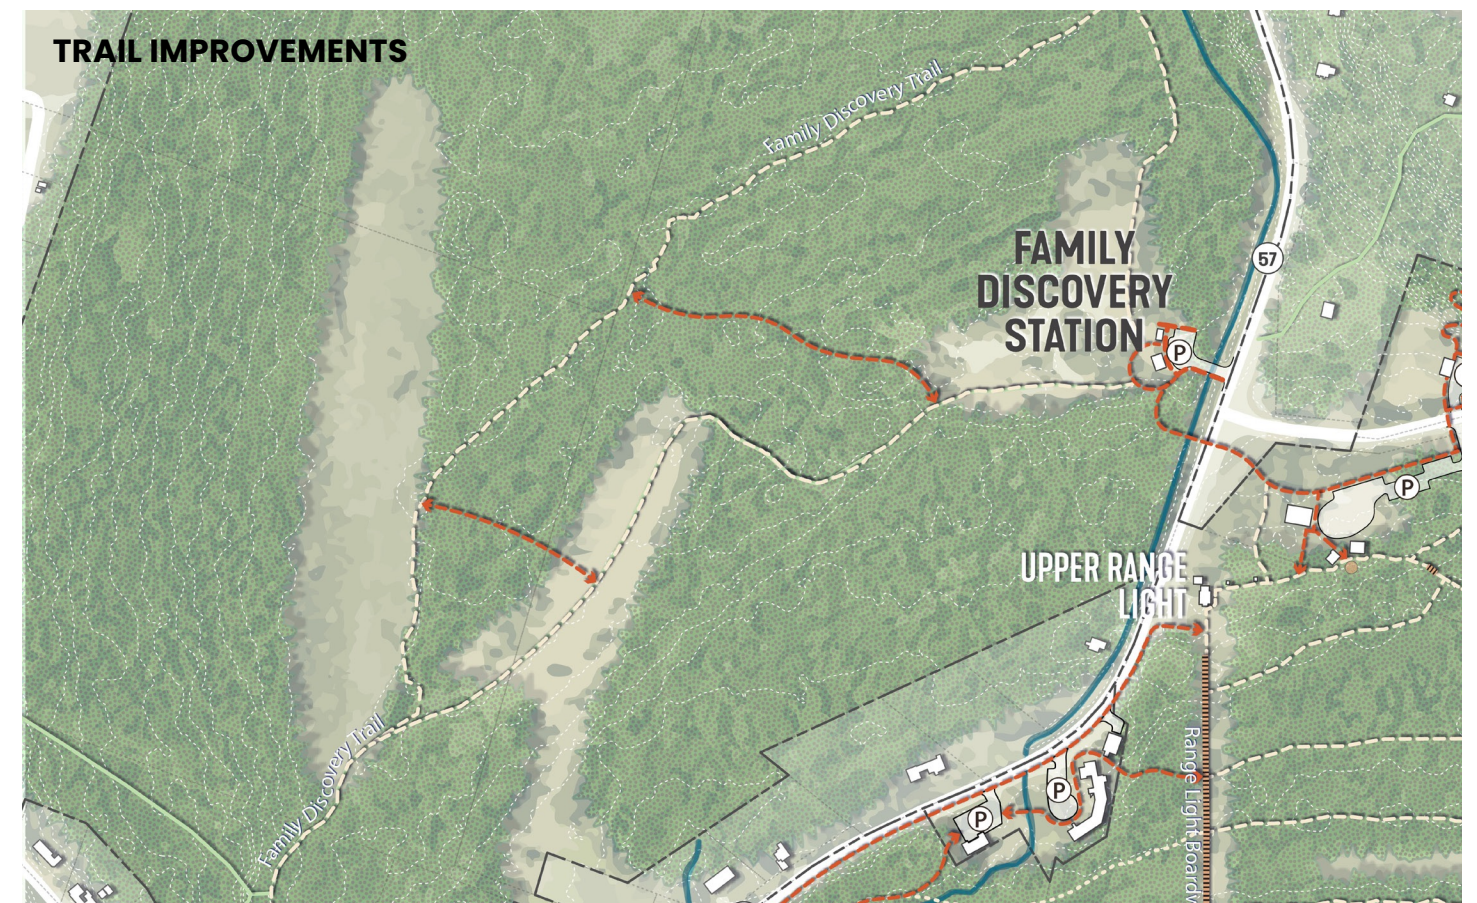 TRAIL IMPROVEMENTS
Family Discovery Trail
FAMILY
DISCOVERY
STATION
57
P
P
UPPER RANGE
LIGHT
Family Discovery Trail
Range Light Boardw
P
P